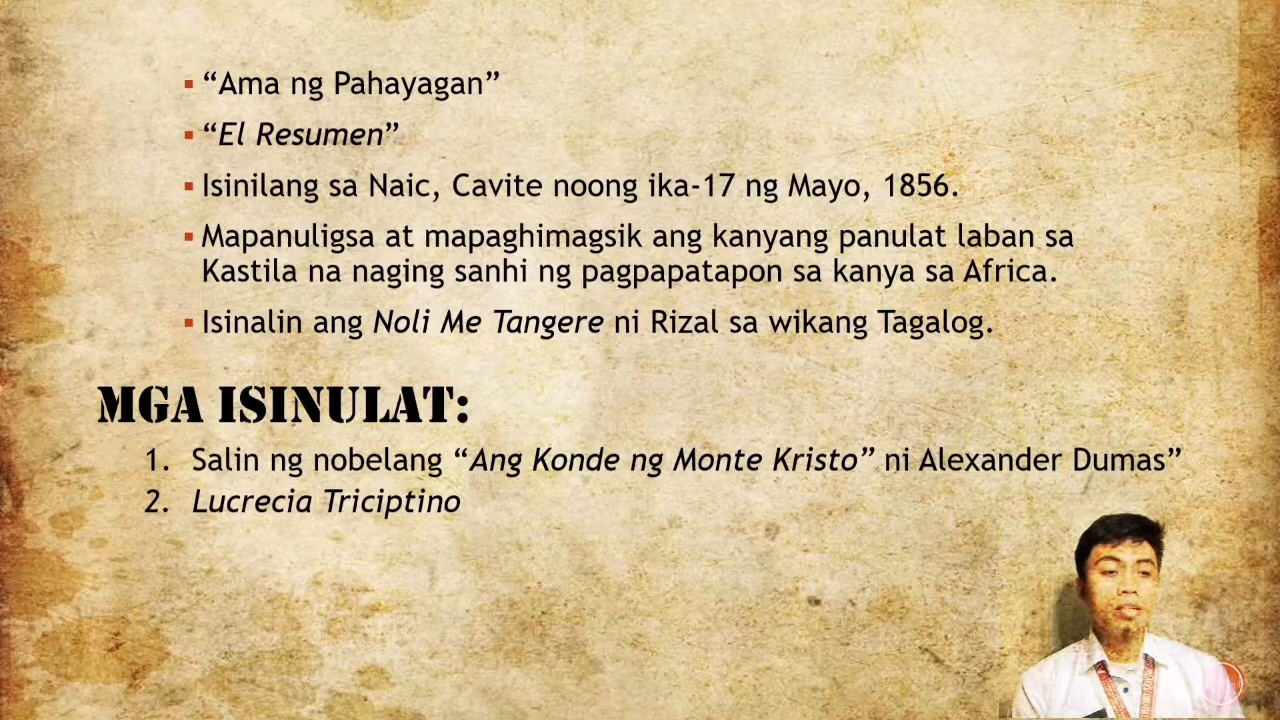 “Ama ng Pahayagan”
“El Resumen”
Isinilang sa Naic, Cavite noong ika-17 ng Mayo, 1856.
Mapanuligsa at mapaghimagsik ang kanyang panulat laban sa
Kastila na naging sanhi ng pagpapatapon sa kanya sa Africa.
Isinalin ang Noli Me Tangere ni Rizal sa wikang Tagalog.
MGA ISINULAT:
1. Salin ng nobelang “Ang Konde ng Monte Kristo” ni Alexander Dumas”
2. Lucrecia Triciptino